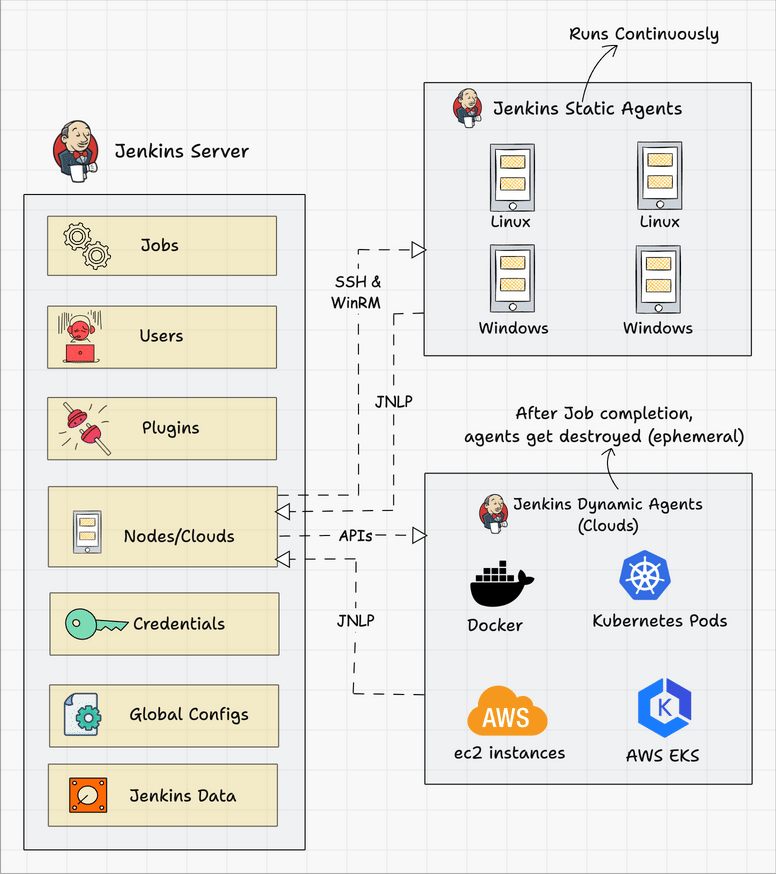 Runs Continuously
Jenkins Static Agents
Jenkins Server
Linux
Linux
Jobs
SSH &
WinRM
Windows
Windows
Users
JNLP
Plugins
After Job completion,
agents get destroyed (ephemeral)
Jenkins Dynamic Agents
(Clouds)
Nodes/Clouds
APIs
Docker
Kubernetes Pods
JNLP
Credentials
Global Configs
AWS
K
ec2 instances
AWS EKS
Jenkins Data